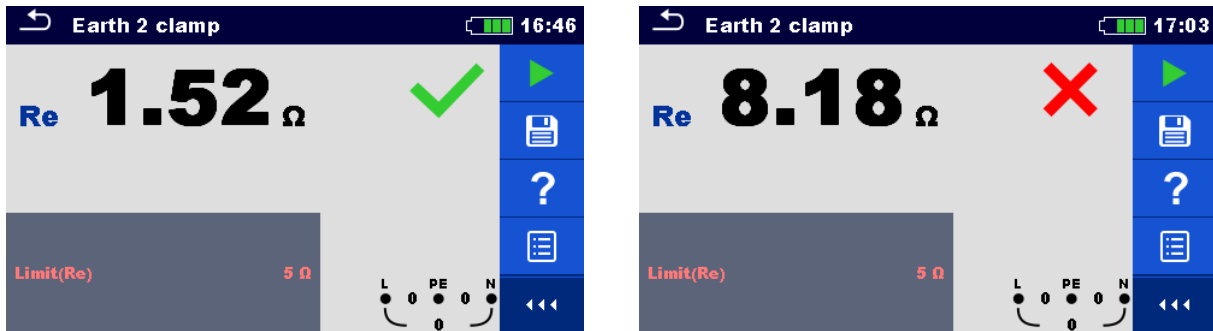 Earth 2 clamp 16:46
Re 1.52 Ω
?
Limit(Re) 5 Ω
L PE N
0 0
0
Earth 2 clamp 17:03
Re 8.18 Ω
?
Limit(Re) 5 Ω
L PE N
0 0
0